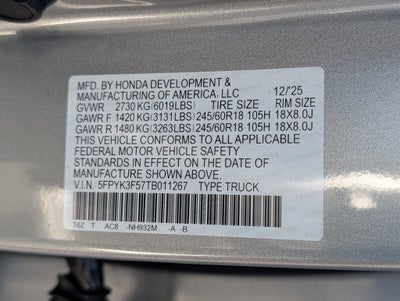 MFD. BY HONDA DEVELOPMENT &
MANUFACTURING OF AMERICA, LLC 12/'25
GVWR 2730 KG(6019LBS) TIRE SIZE RIM SIZE
GAWR F 1420 KG(3131LBS) 245/60R18 105H 18X8.0J
GAWR R 1480 KG(3263LBS) 245/60R18 105H 18X8.0J
THIS VEHICLE CONFORMS TO ALL APPLICABLE
FEDERAL MOTOR VEHICLE SAFETY
STANDARDS IN EFFECT ON THE DATE OF
MANUFACTURE SHOWN ABOVE.
V.I.N. 5FPYK3F57TB011267 TYPE TRUCK
T6Z T AC8 -NH932M -A -B